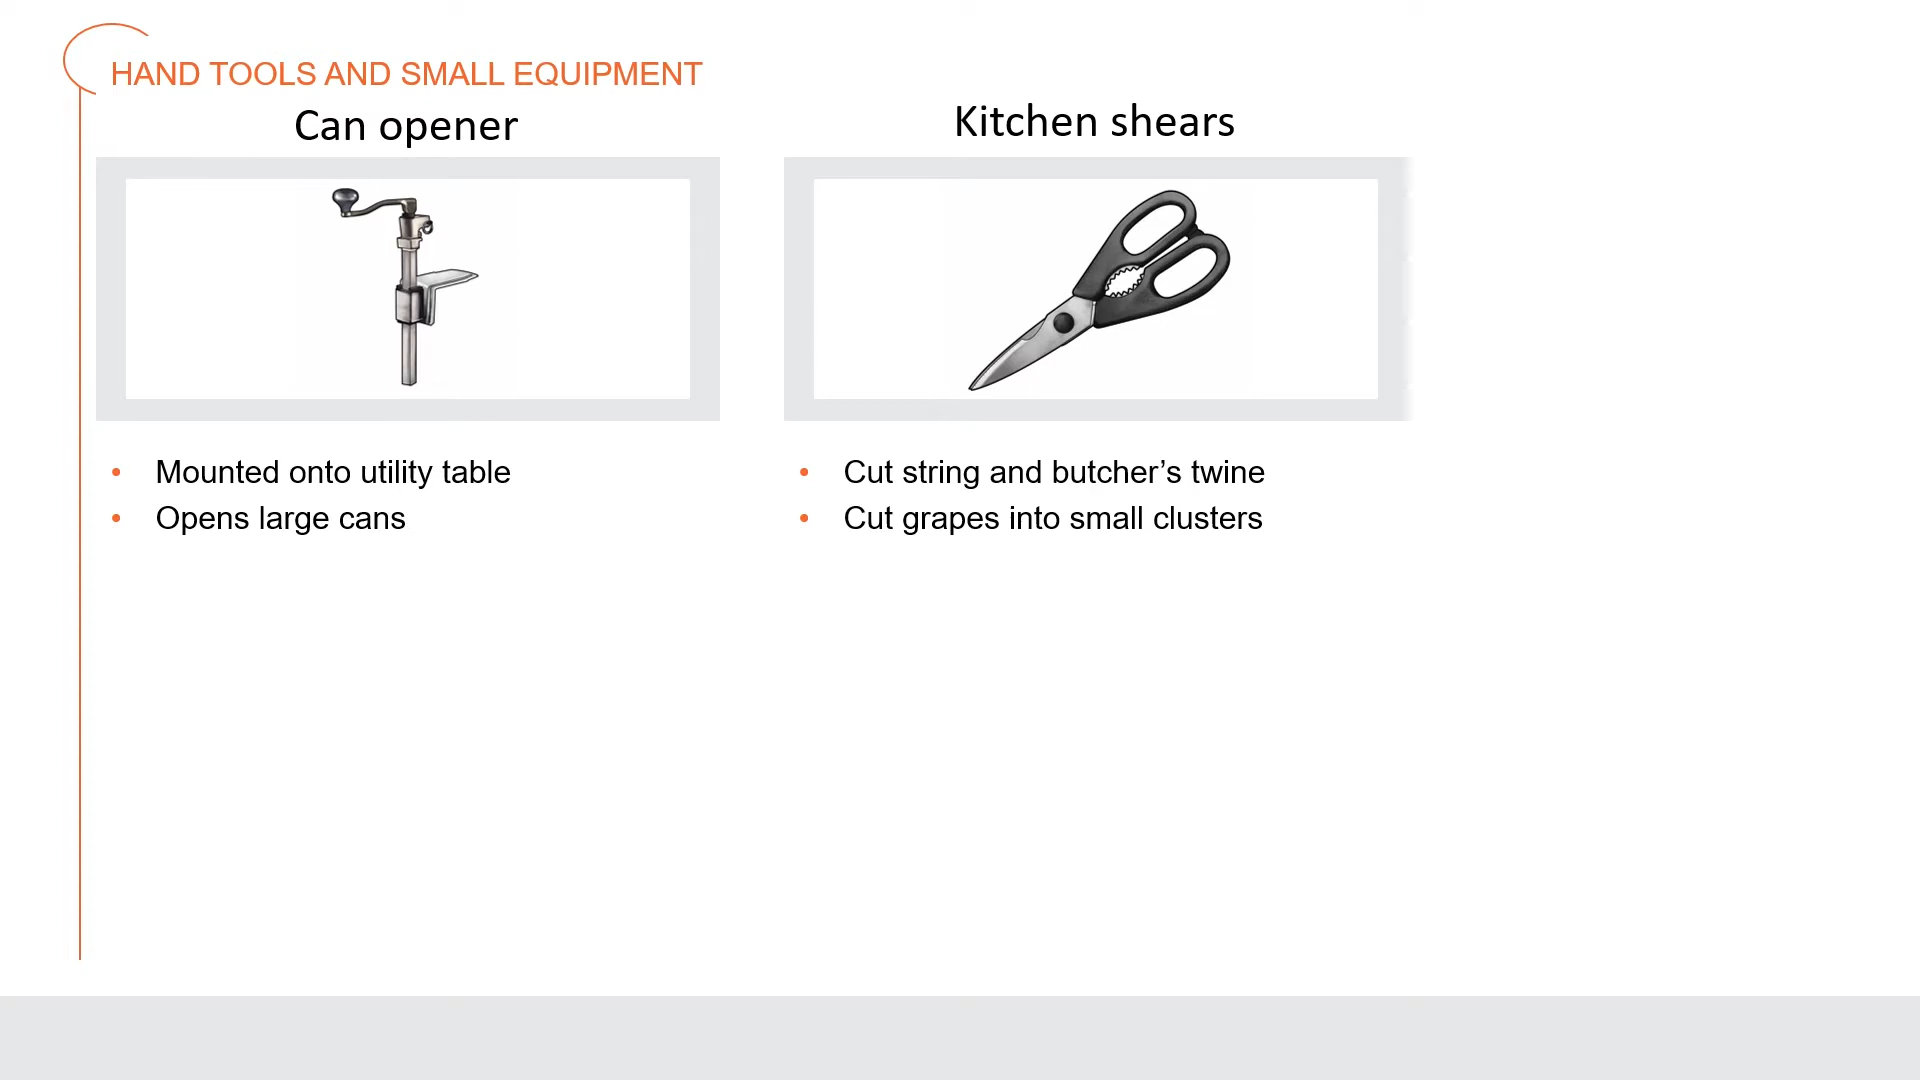 HAND TOOLS AND SMALL EQUIPMENT
Can opener
• Mounted onto utility table
• Opens large cans
Kitchen shears
• Cut string and butcher’s twine
• Cut grapes into small clusters